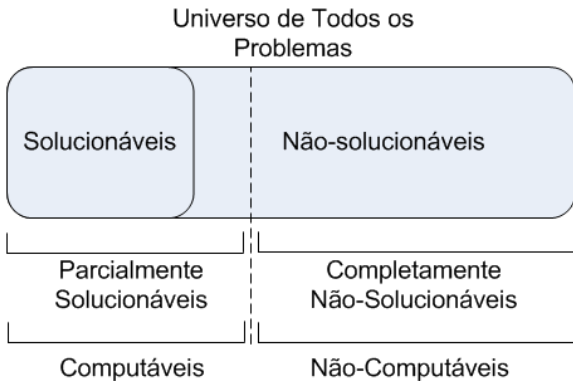 Universo de Todos os
Problemas
Solucionáveis
Não-solucionáveis
Parcialmente
Solucionáveis
Completamente
Não-Solucionáveis
Computáveis
Não-Computáveis